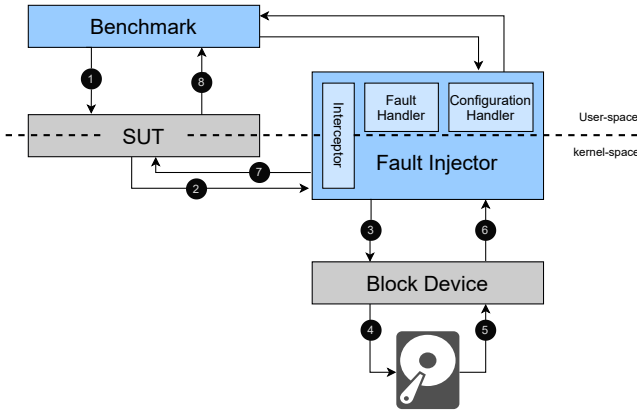 Benchmark
1
8
Fault
Handler
Configuration
Handler
Interceptor
User-space
SUT
kernel-space
Fault Injector
7
2
3
6
Block Device
4
5